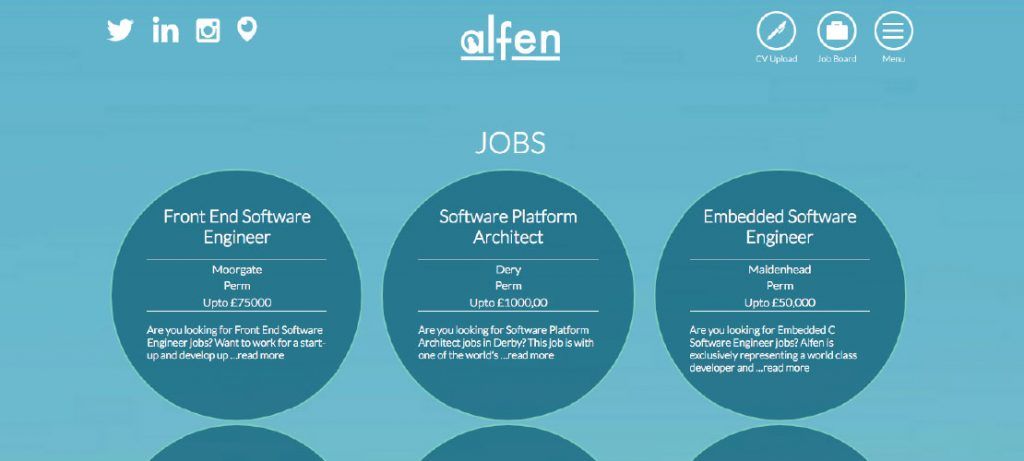 alfen
CV Upload
Job Board
Menu
JOBS
Front End Software
Engineer
Moorgate
Perm
Upto £75000
Are you looking for Front End Software
Engineer jobs? Want to work for a start-
up and develop up ...read more
Software Platform
Architect
Dery
Perm
Upto £1000,00
Are you looking for Software Platform
Architect jobs in Derby? This job is with
one of the world's ...read more
Embedded Software
Engineer
Maidenhead
Perm
Upto £50,000
Are you looking for Embedded C
Software Engineer jobs? Alfen is
exclusively representing a world class
developer and ...read more